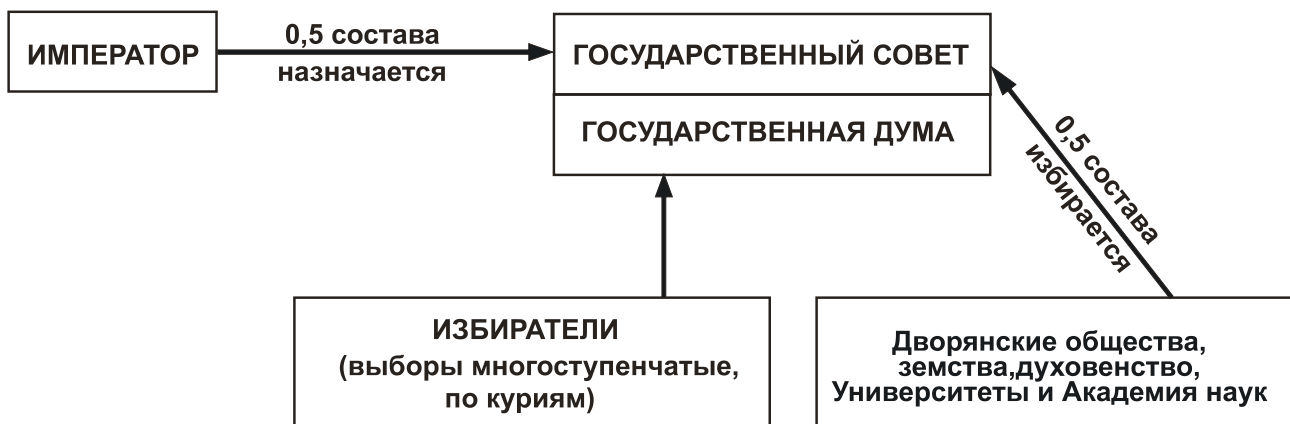 ИМПЕРАТОР
0,5 состава
назначается
ГОСУДАРСТВЕННЫЙ СОВЕТ
ГОСУДАРСТВЕННАЯ ДУМА
0,5 состава
избирается
ИЗБИРАТЕЛИ
(выборы многоступенчатые,
по куриям)
Дворянские общества,
земства,духовенство,
Университеты и Академия наук